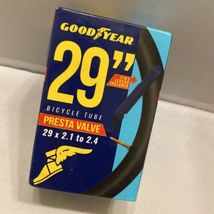 GOODYEAR
29"
BICYCLE TUBE
PRESTA VALVE
29 x 2.1 to 2.4